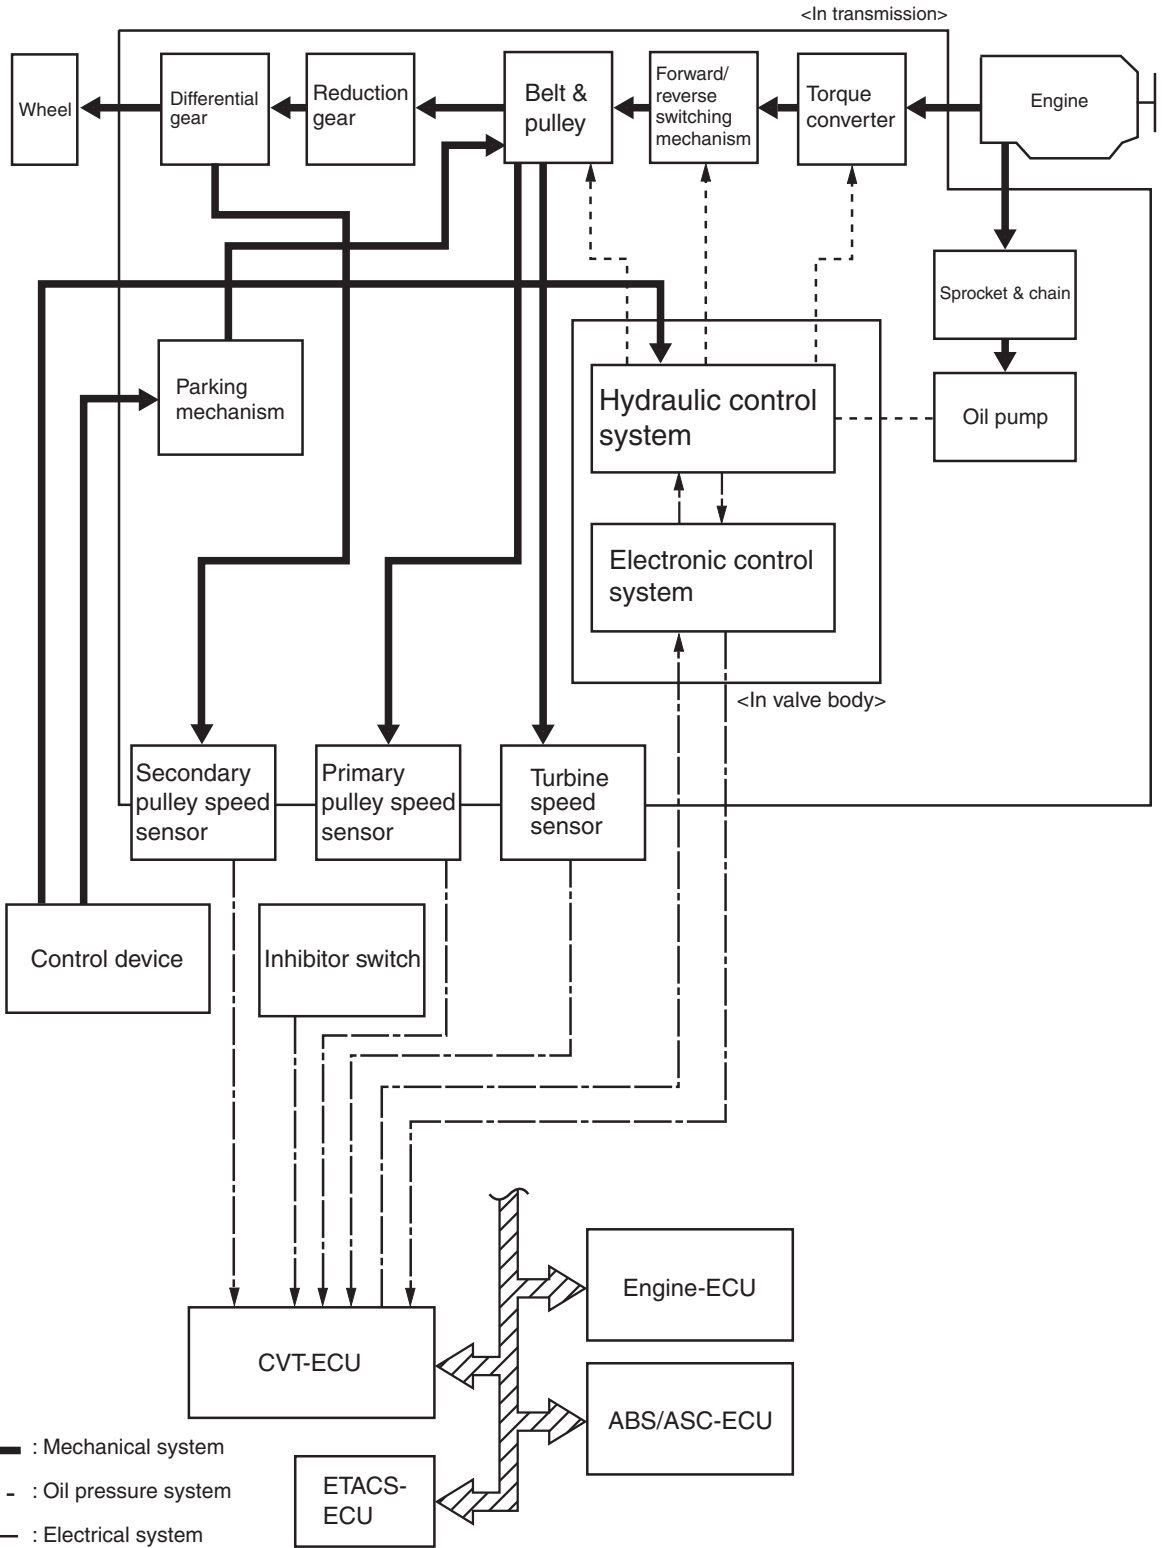 <In transmission>
Wheel
Differential
gear
Reduction
gear
Belt &
pulley
Forward/
reverse
switching
mechanism
Torque
converter
Engine
Sprocket & chain
Parking
mechanism
Hydraulic control
system
Oil pump
Electronic control
system
<In valve body>
Secondary
pulley speed
sensor
Primary
pulley speed
sensor
Turbine
speed
sensor
Control device
Inhibitor switch
Engine-ECU
CVT-ECU
ABS/ASC-ECU
ETACS-
ECU
: Mechanical system
: Oil pressure system
: Electrical system